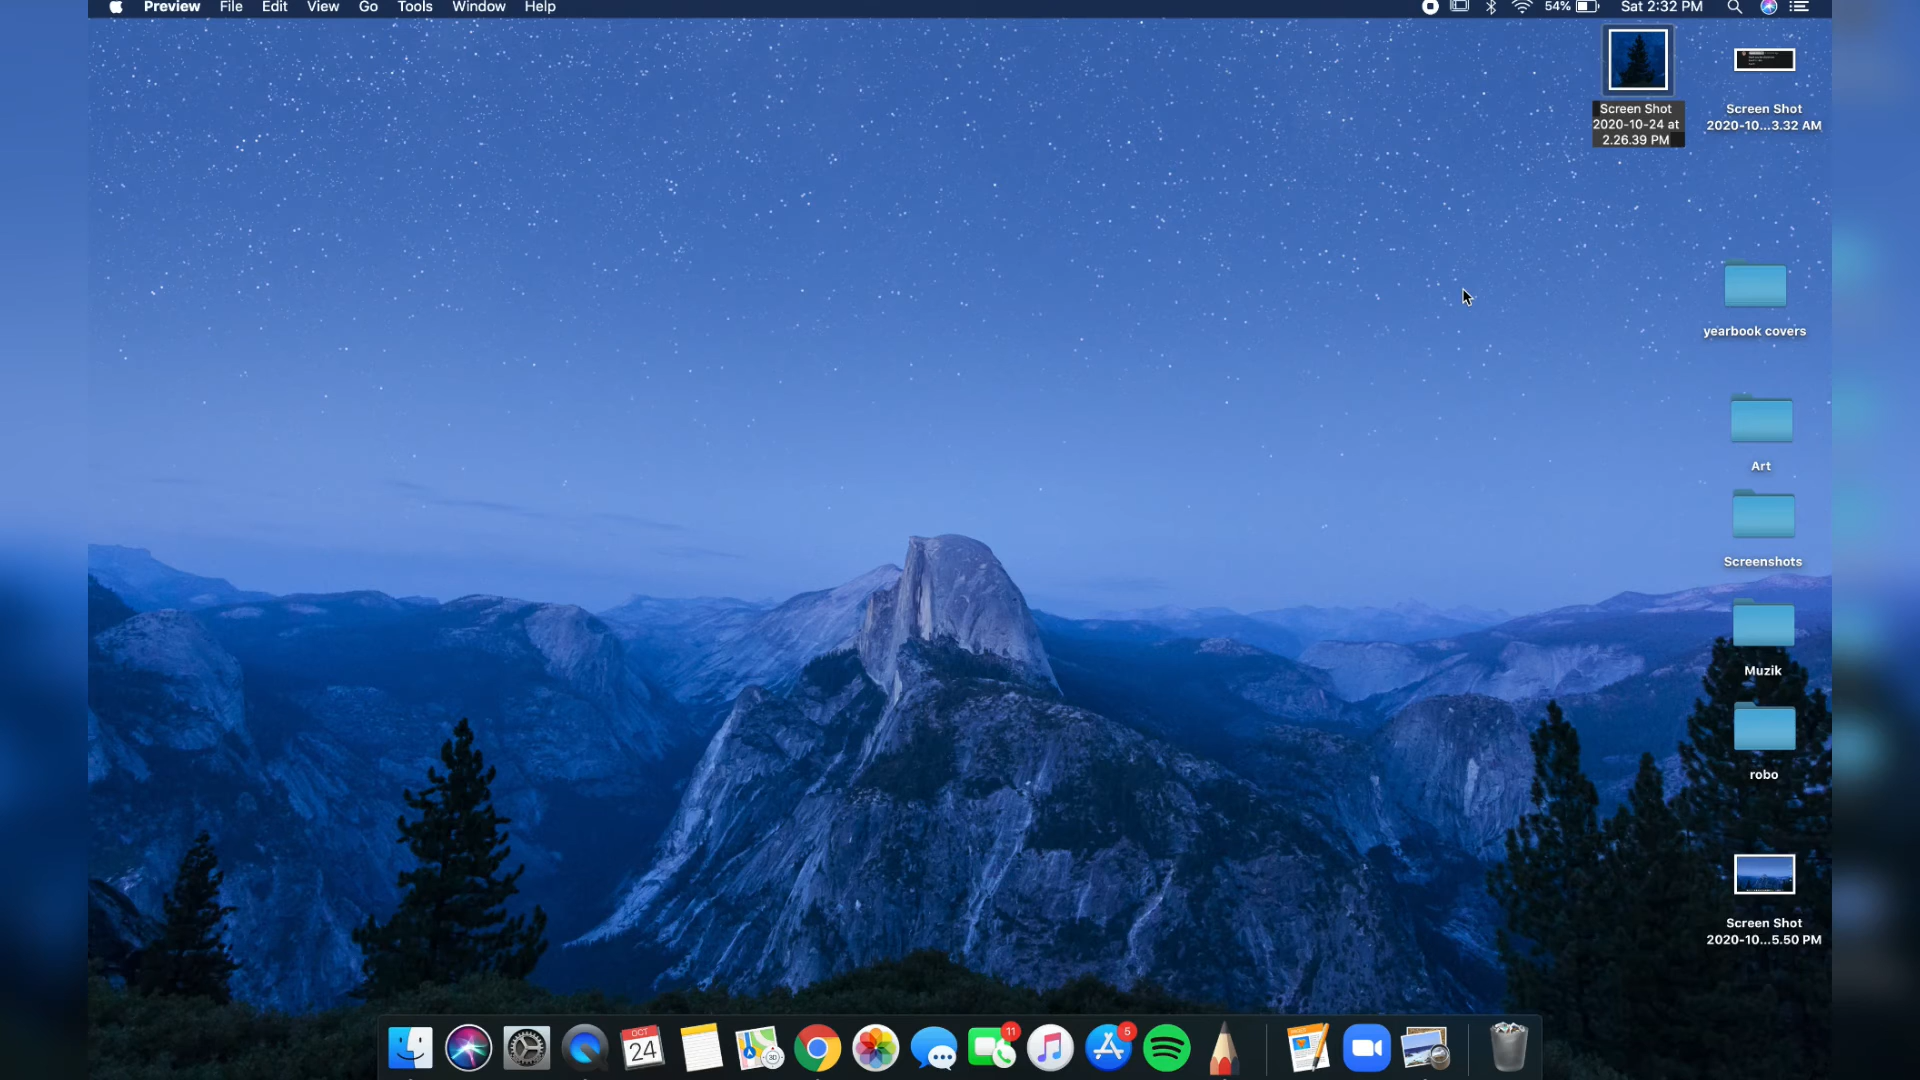 Preview File Edit View Go Tools Window Help
54% Sat 2:32 PM
Screen Shot
2020-10-24 at
2.26.39 PM
Screen Shot
2020-10...3.32 AM
yearbook covers
Art
Screenshots
Muzik
robo
Screen Shot
2020-10...5.50 PM
OCT
24
3D
11
5